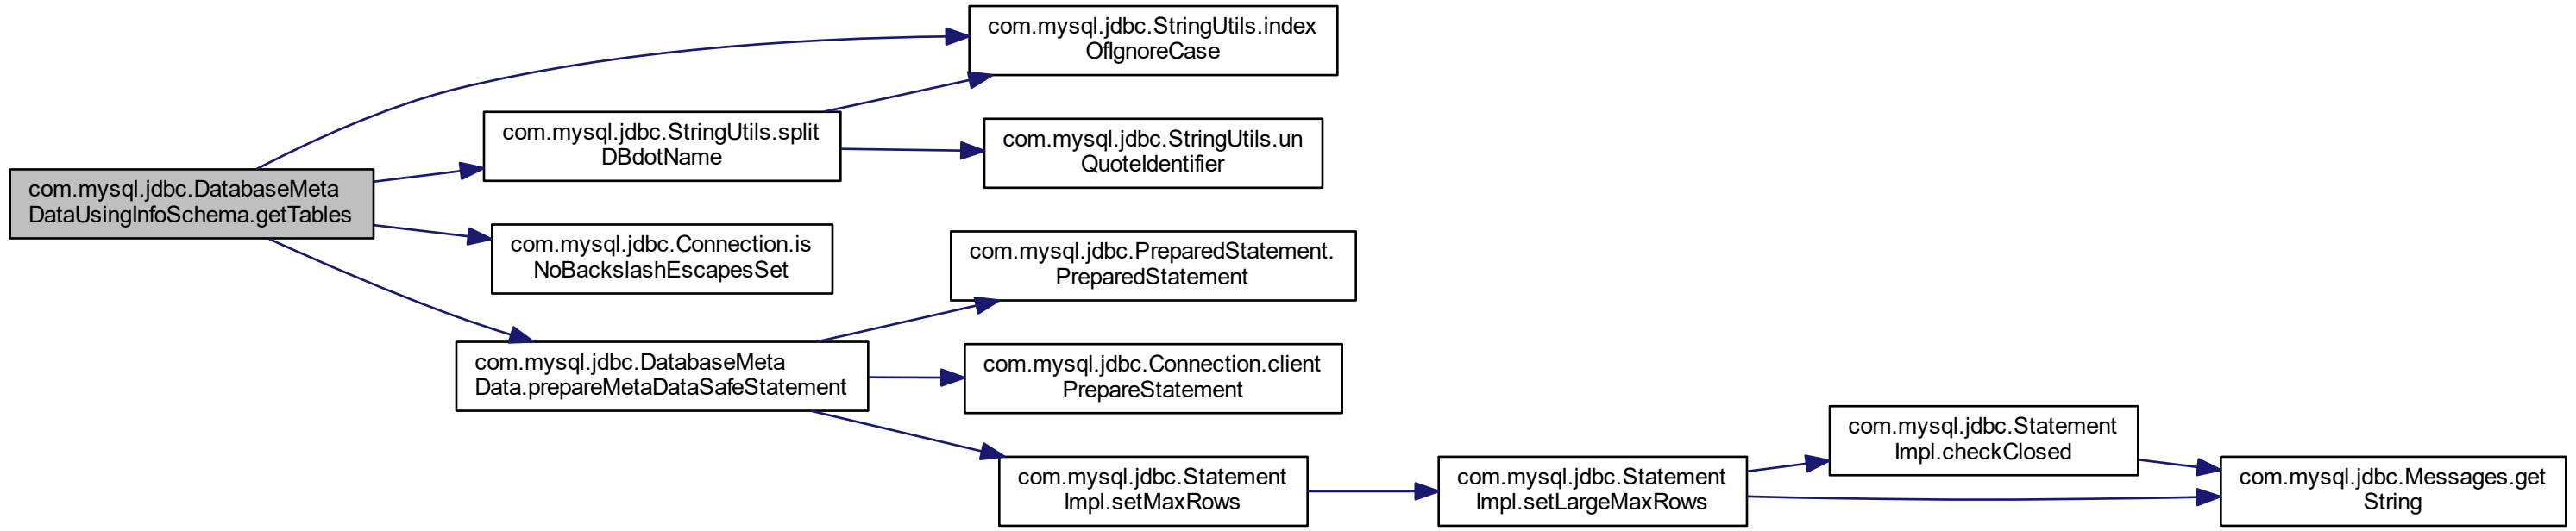 com.mysql.jdbc.StringUtils.index
OfIgnoreCase
com.mysql.jdbc.StringUtils.split
DBdotName
com.mysql.jdbc.StringUtils.un
QuoteIdentifier
com.mysql.jdbc.DatabaseMeta
DataUsingInfoSchema.getTables
com.mysql.jdbc.Connection.is
NoBackslashEscapesSet
com.mysql.jdbc.PreparedStatement.
PreparedStatement
com.mysql.jdbc.DatabaseMeta
Data.prepareMetaDataSafeStatement
com.mysql.jdbc.Connection.client
PrepareStatement
com.mysql.jdbc.Statement
Impl.checkClosed
com.mysql.jdbc.Statement
Impl.setMaxRows
com.mysql.jdbc.Statement
Impl.setLargeMaxRows
com.mysql.jdbc.Messages.get
String